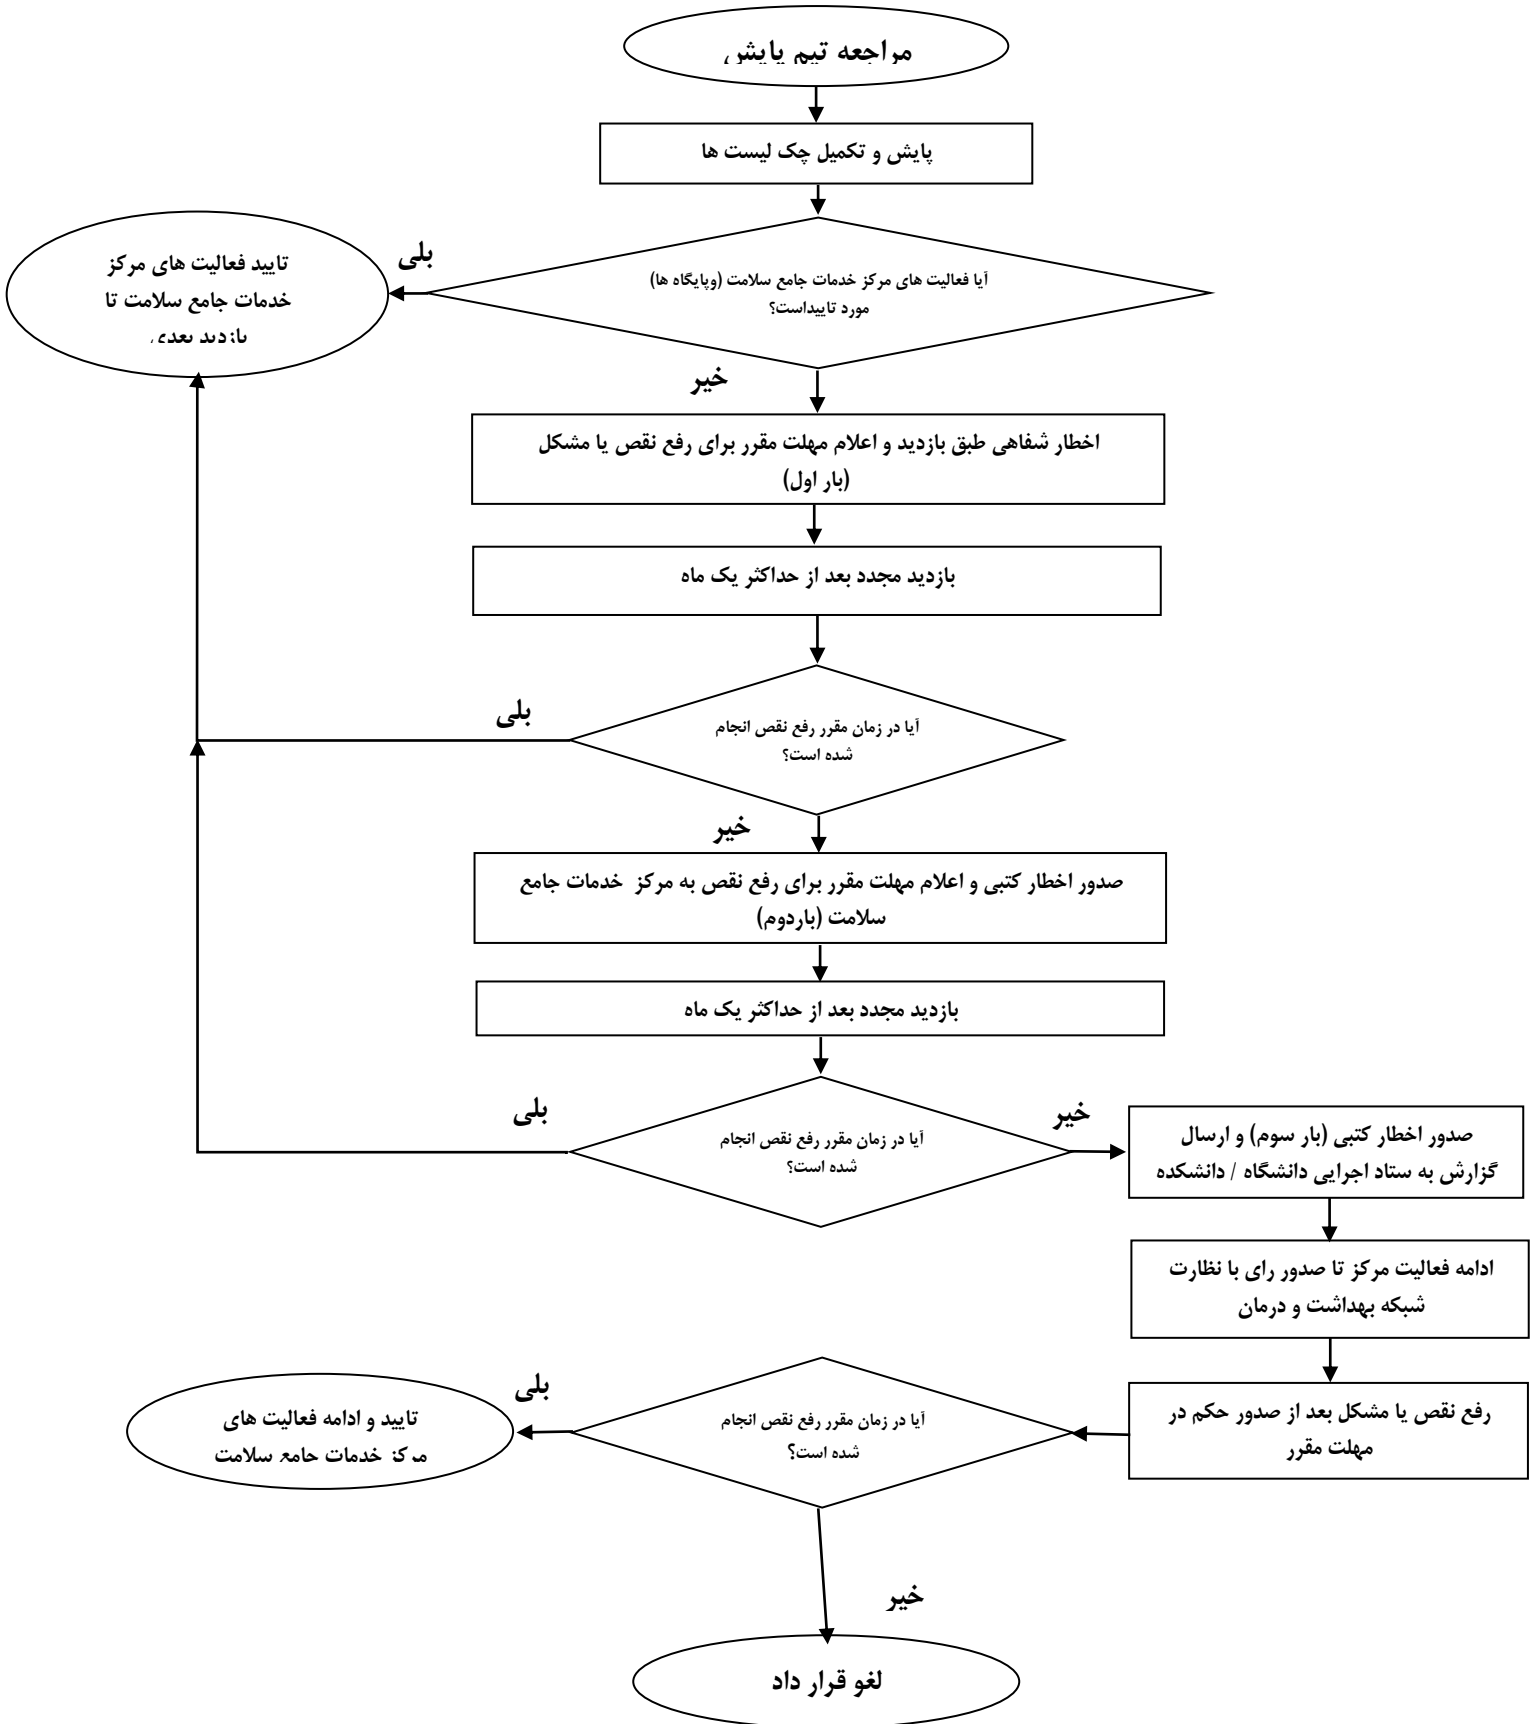 مراجعه تیم پایش
پایش و تکمیل چک لیست ها
آیا فعالیت های مرکز خدمات جامع سلامت (وپایگاه ها)
مورد تاییداست؟
بلی
تایید فعالیت های مرکز
خدمات جامع سلامت تا
بازدید بعدی
خیر
اخطار شفاهی طبق بازدید و اعلام مهلت مقرر برای رفع نقص یا مشکل
(بار اول)
بازدید مجدد بعد از حداکثر یک ماه
آیا در زمان مقرر رفع نقص انجام
شده است؟
بلی
خیر
صدور اخطار کتبی و اعلام مهلت مقرر برای رفع نقص به مرکز خدمات جامع
سلامت (باردوم)
بازدید مجدد بعد از حداکثر یک ماه
آیا در زمان مقرر رفع نقص انجام
شده است؟
بلی
خیر
صدور اخطار کتبی (بار سوم) و ارسال
گزارش به ستاد اجرایی دانشگاه / دانشکده
ادامه فعالیت مرکز تا صدور رای با نظارت
شبکه بهداشت و درمان
رفع نقص یا مشکل بعد از صدور حکم در
مهلت مقرر
آیا در زمان مقرر رفع نقص انجام
شده است؟
بلی
تایید و ادامه فعالیت های
مرکز خدمات جامع سلامت
خیر
لغو قرار داد